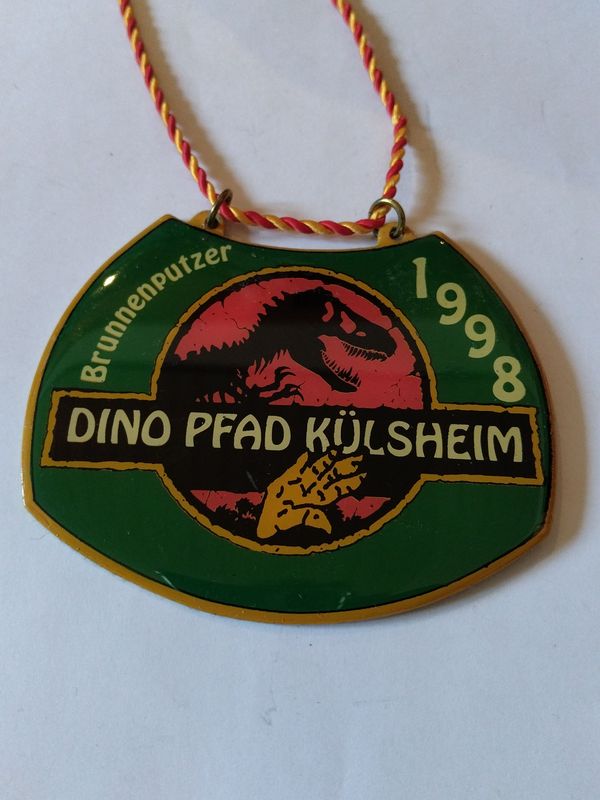 Brunnenputzer
1998
DINO PFAD KÜLSHEIM